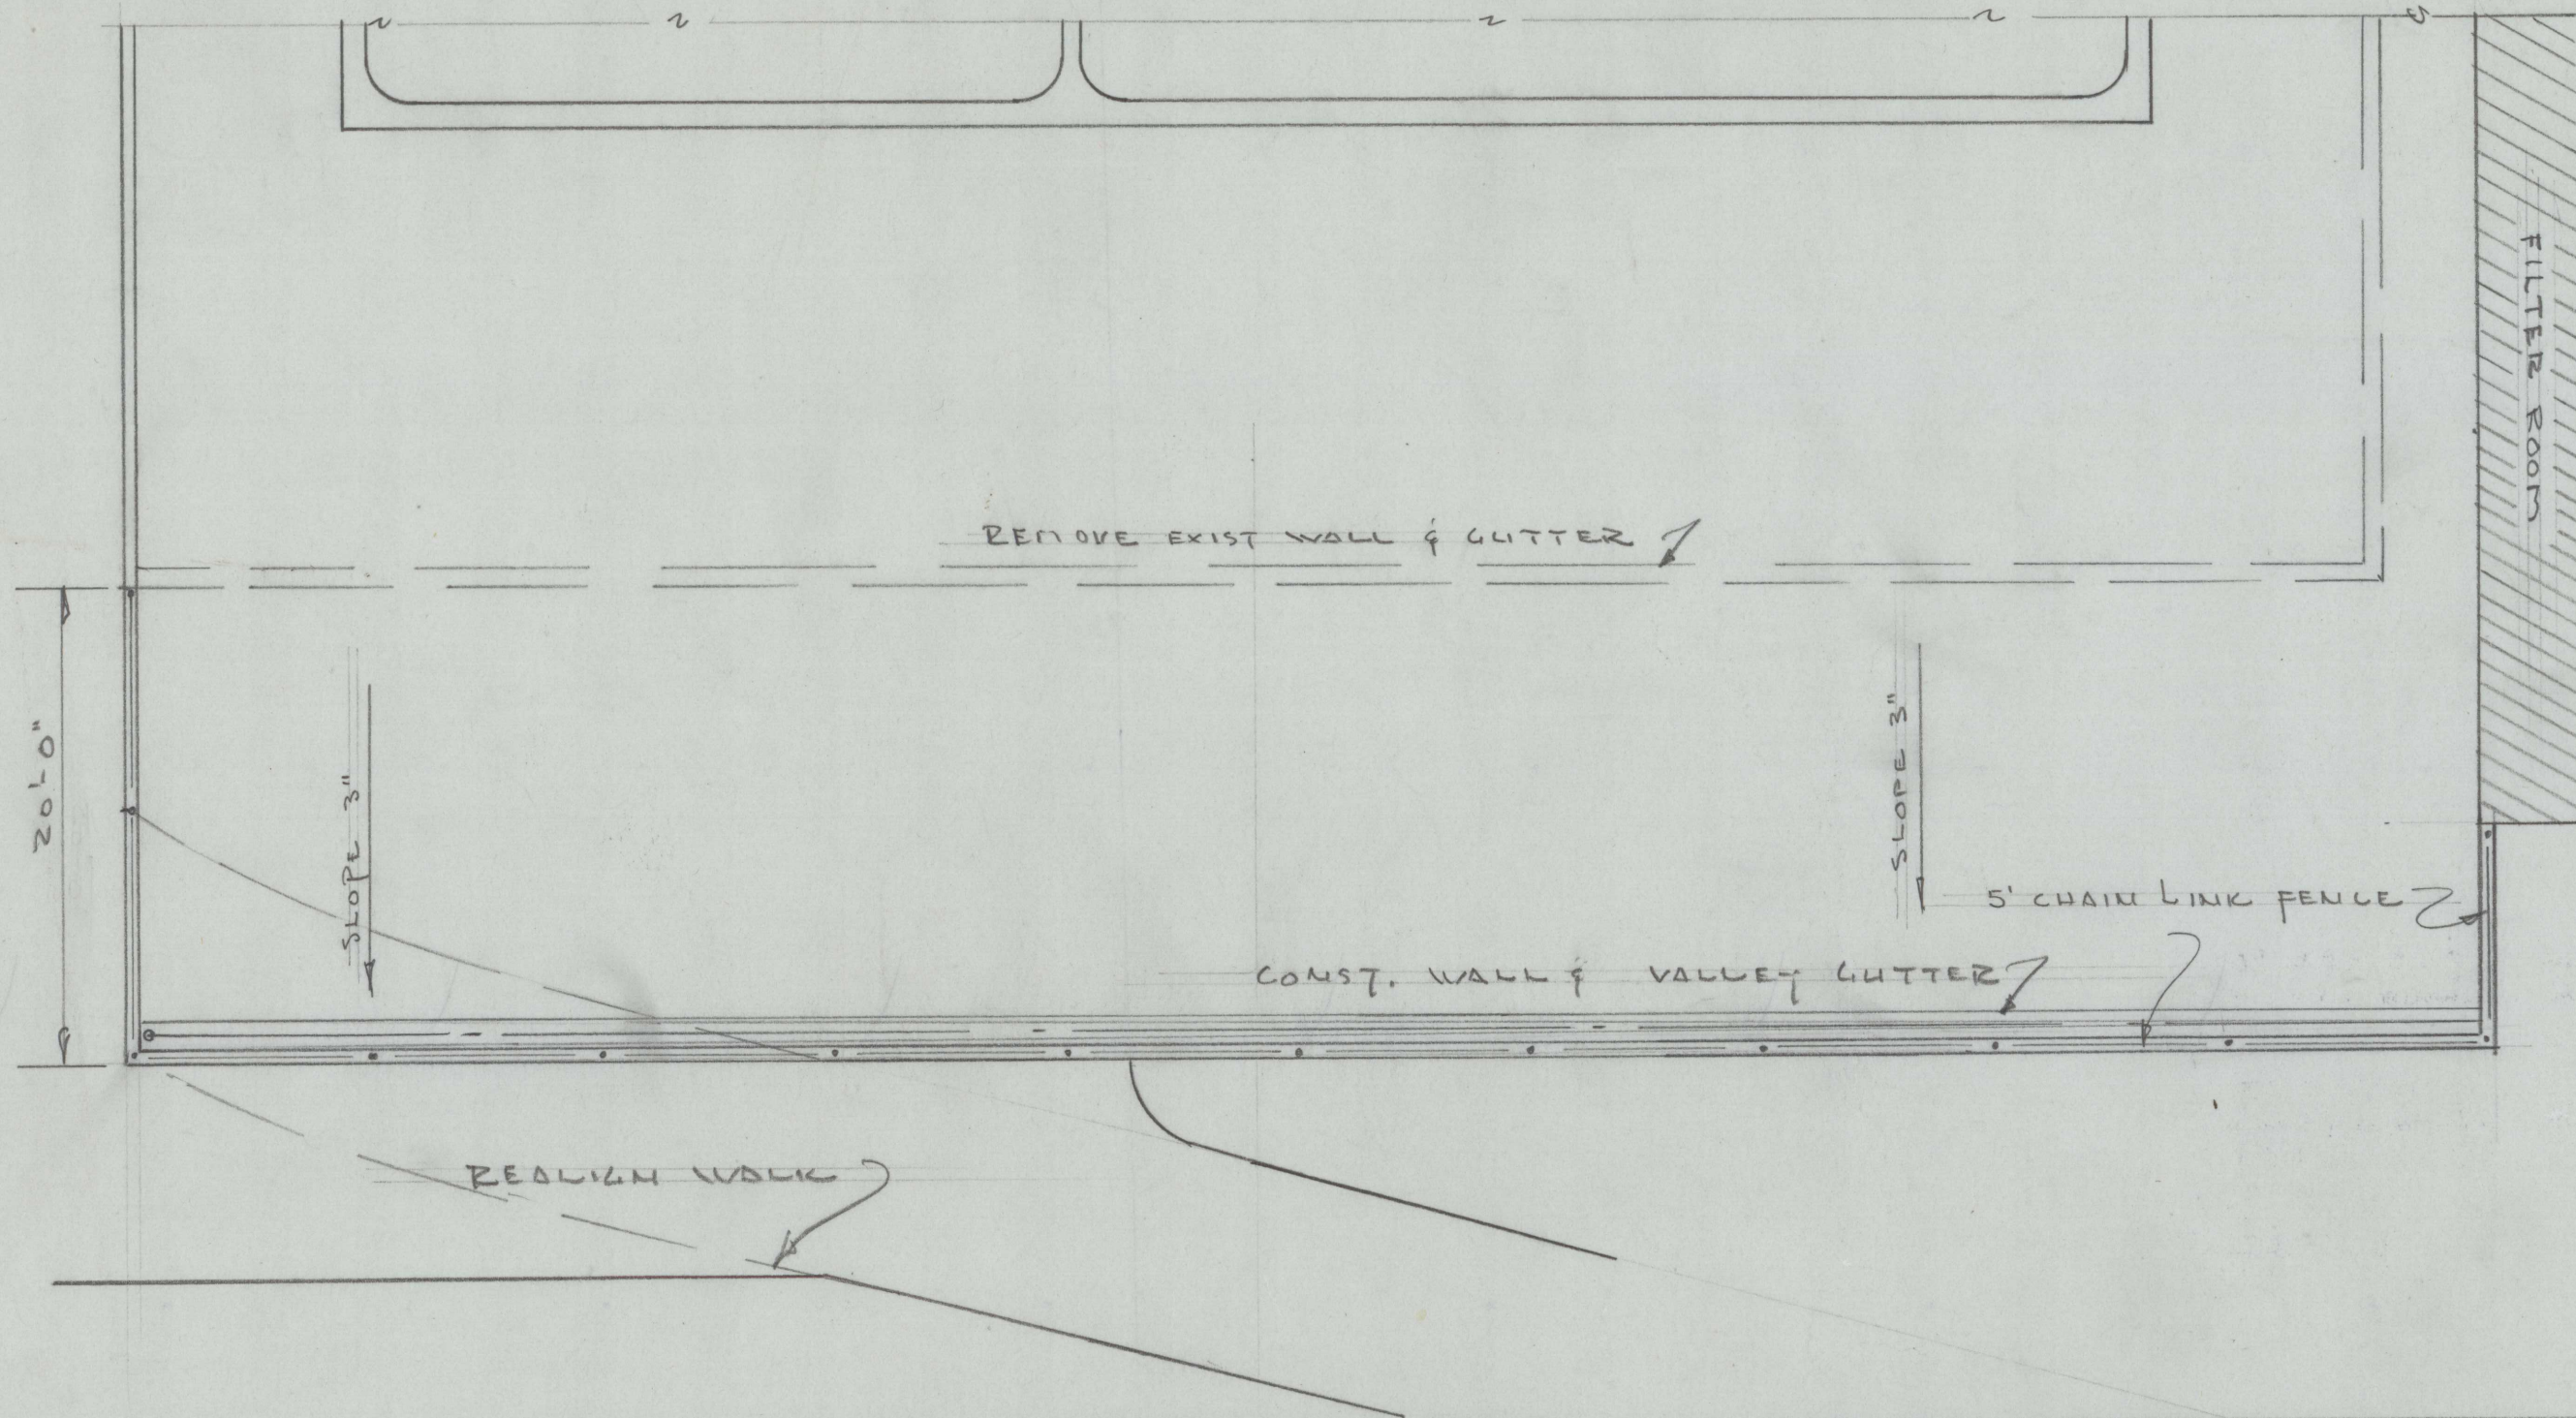 FILTER ROOM
REMOVE EXIST WALL & GUTTER
20'-0"
SLOPE 3"
SLOPE 3"
5' CHAIN LINK FENCE
CONST. WALL & VALLEY GUTTER
REALIGN WALK